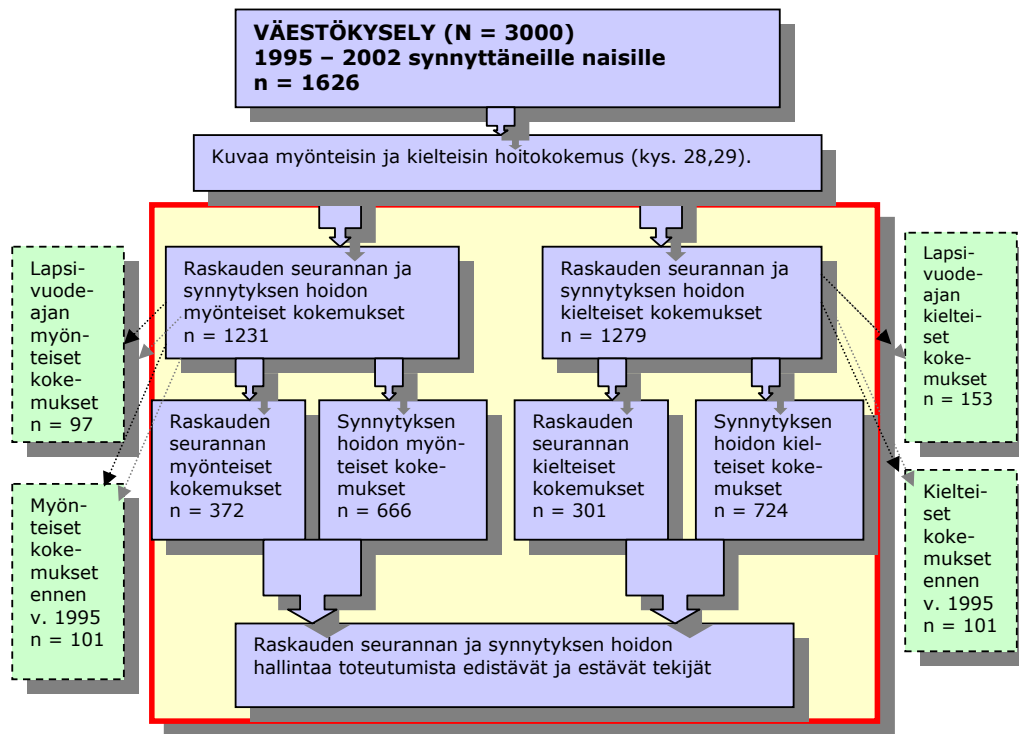 VÄESTÖKYSELY (N = 3000)
1995 – 2002 synnyttäneille naisille
n = 1626
Kuvaa myönteisin ja kielteisin hoitokokemus (kys. 28,29).
Lapsi-
vuode-
ajan
myön-
teiset
koke-
mukset
n = 97
Raskauden seurannan ja
synnytyksen hoidon
myönteiset kokemukset
n = 1231
Raskauden seurannan ja
synnytyksen hoidon
kielteiset kokemukset
n = 1279
Lapsi-
vuode-
ajan
kieltei-
set
koke-
mukset
n = 153
Raskauden
seurannan
myönteiset
kokemukset
n = 372
Synnytyksen
hoidon myön-
teiset koke-
mukset
n = 666
Raskauden
seurannan
kielteiset
kokemukset
n = 301
Synnytyksen
hoidon kiel-
teiset koke-
mukset
n = 724
Myön-
teiset
koke-
mukset
ennen
v. 1995
n = 101
Kieltei-
set
koke-
mukset
ennen
v. 1995
n = 101
Raskauden seurannan ja synnytyksen hoidon
hallintaa toteutumista edistävät ja estävät tekijät